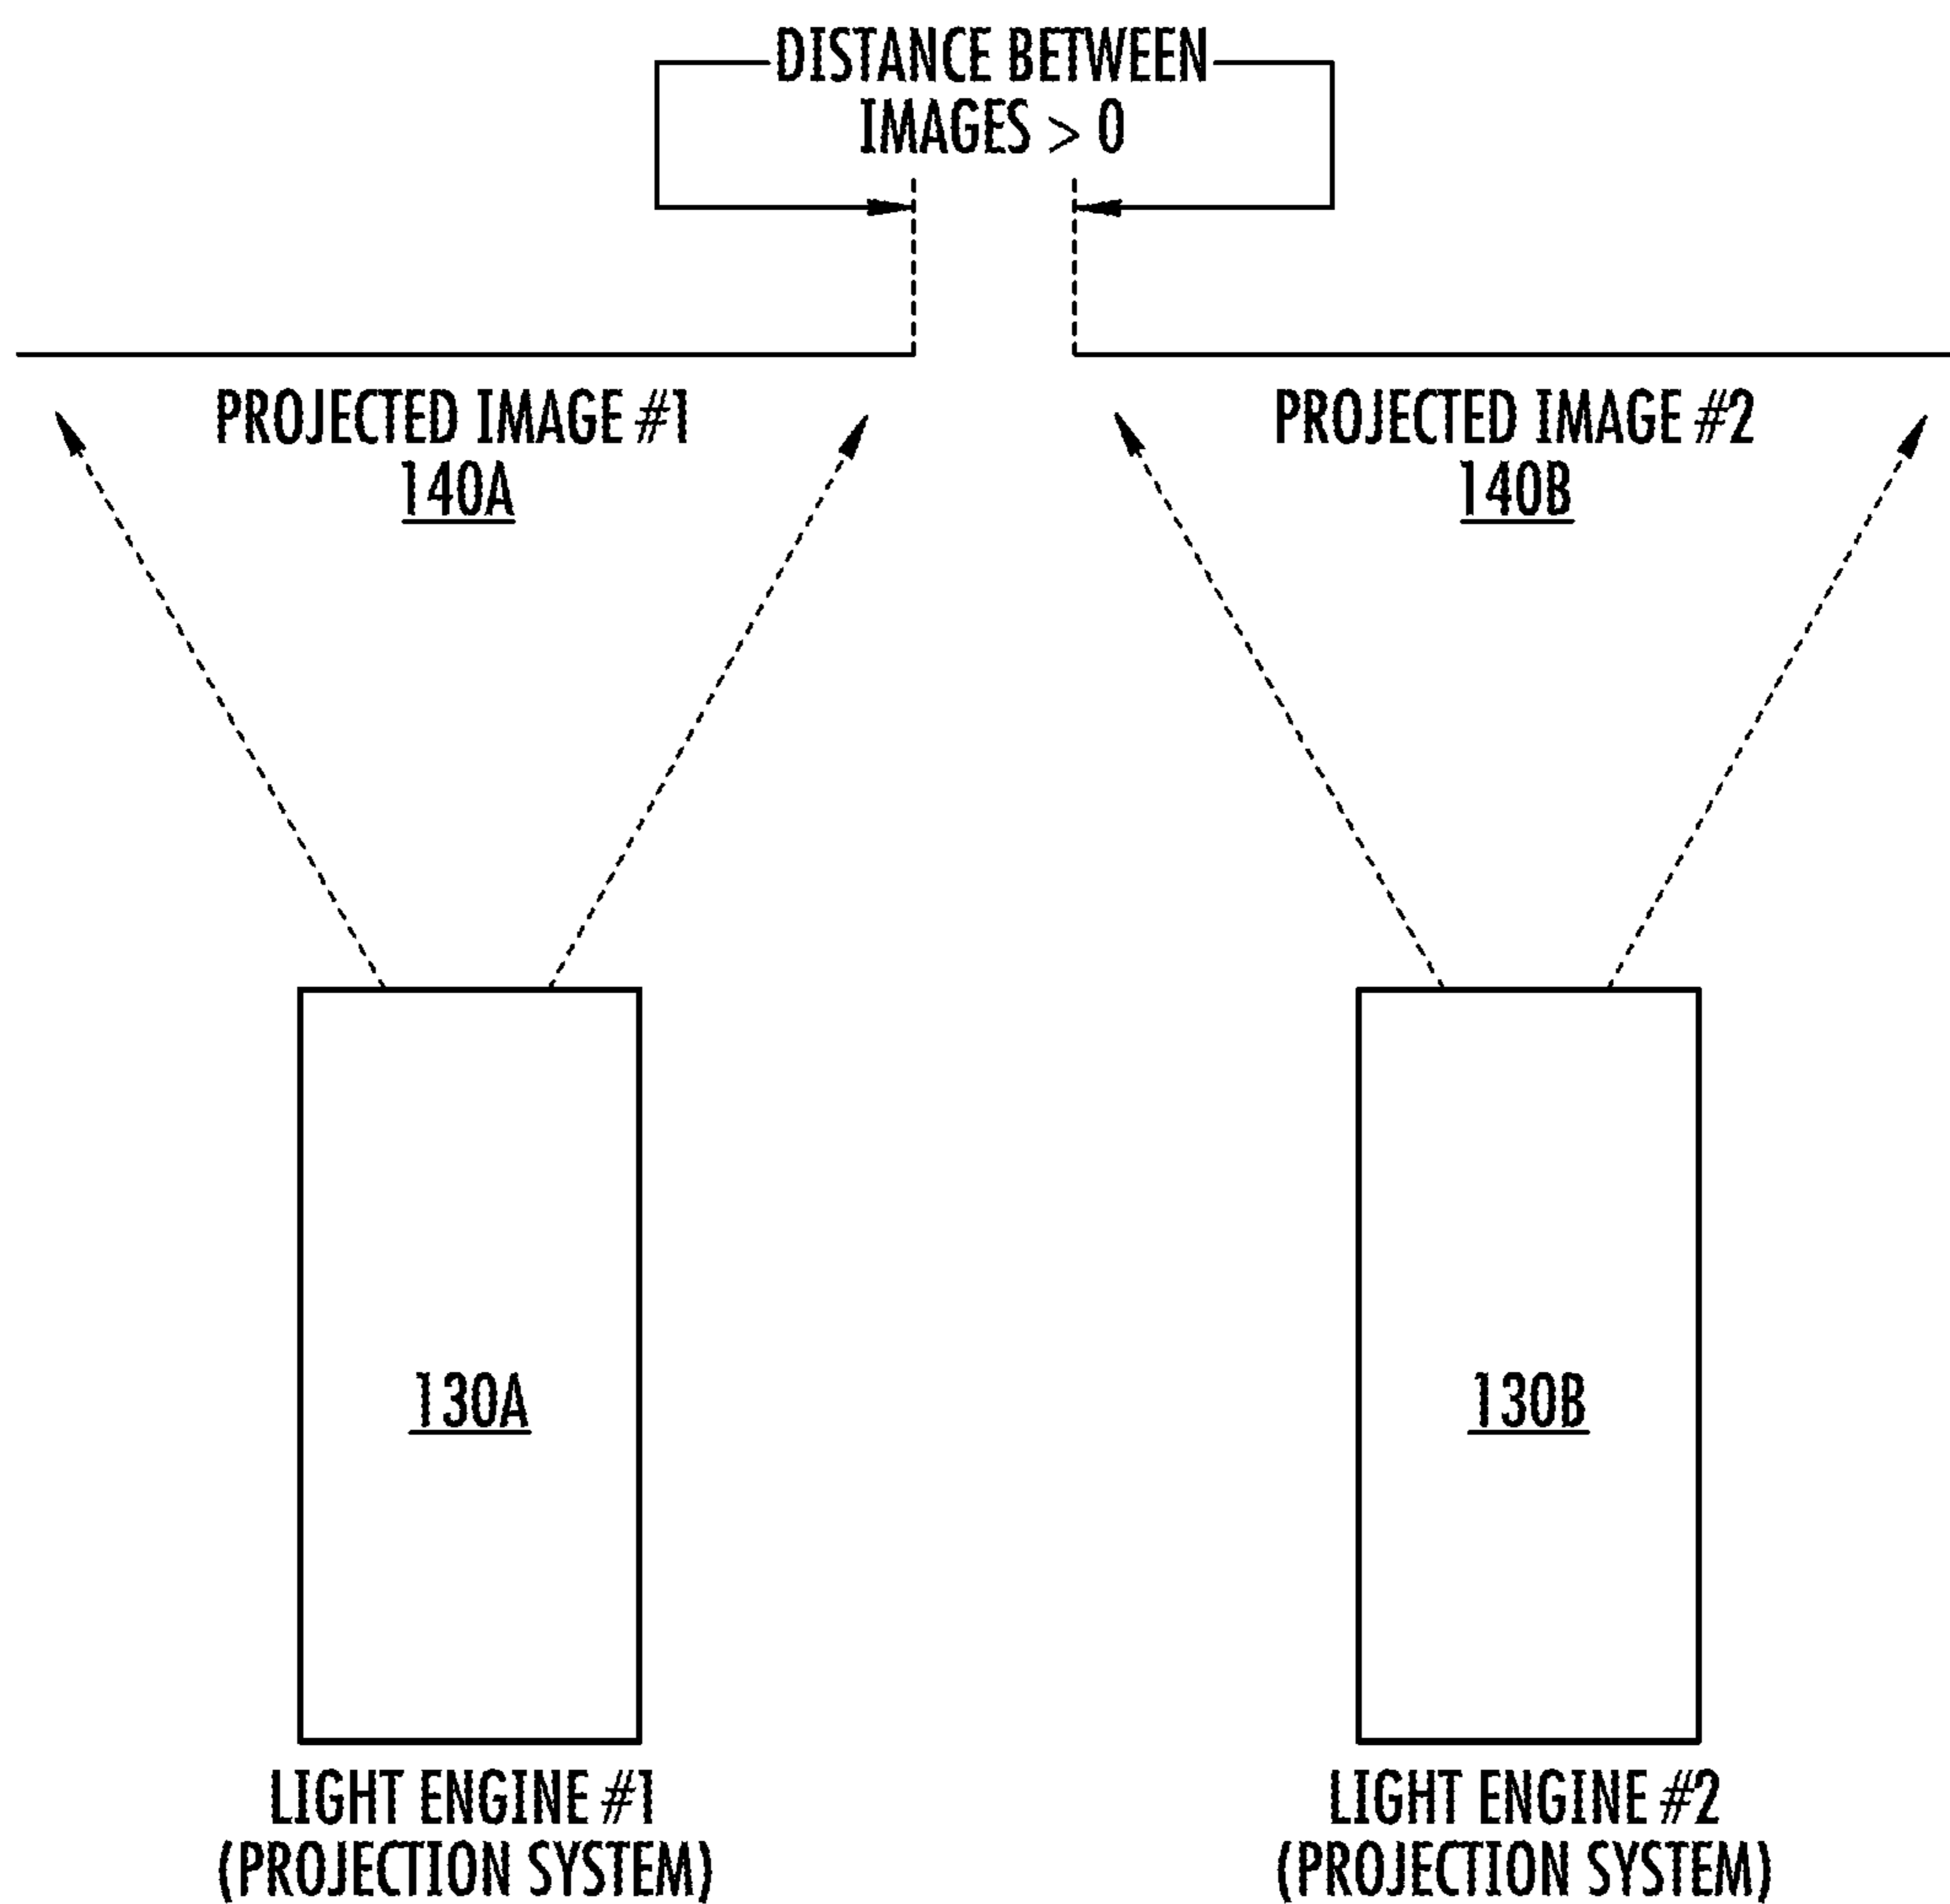 DISTANCE BETWEEN
IMAGES > 0
PROJECTED IMAGE #1
140A
PROJECTED IMAGE #2
140B
130A
130B
LIGHT ENGINE #1
(PROJECTION SYSTEM)
LIGHT ENGINE #2
(PROJECTION SYSTEM)